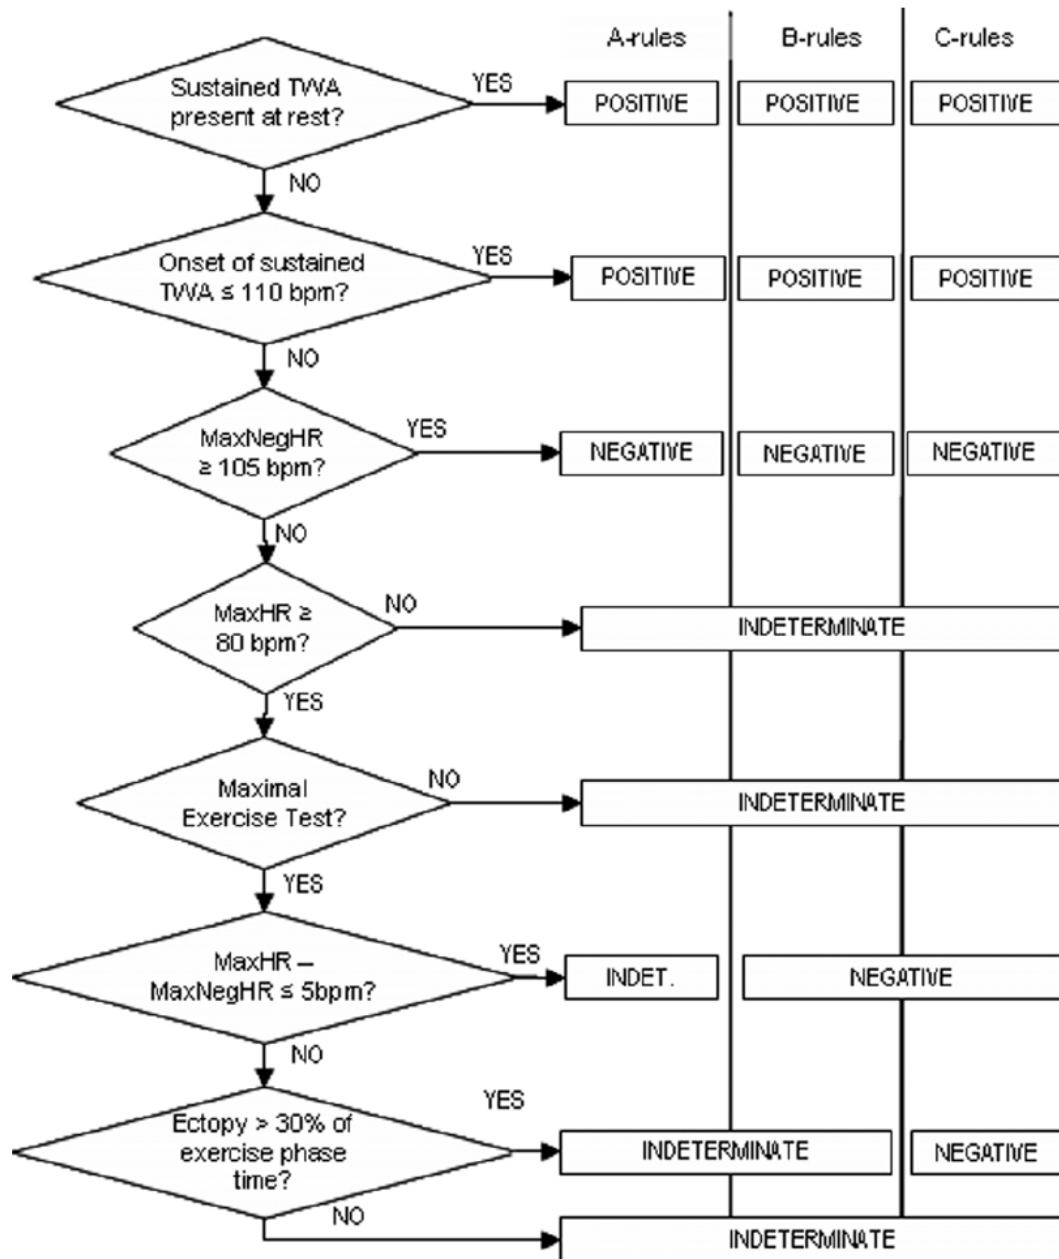 A-rules B-rules C-rules
Sustained TWA
present at rest?
YES
POSITIVE POSITIVE POSITIVE
NO
Onset of sustained
TWA ≤ 110 bpm?
YES
POSITIVE POSITIVE POSITIVE
NO
MaxNegHR
≥ 105 bpm?
YES
NEGATIVE NEGATIVE NEGATIVE
NO
MaxHR ≥
80 bpm?
NO
INDETERMINATE
YES
Maximal
Exercise Test?
NO
INDETERMINATE
YES
MaxHR –
MaxNegHR ≤ 5bpm?
YES
INDET. NEGATIVE
NO
Ectopy > 30% of
exercise phase
time?
YES
INDETERMINATE NEGATIVE
NO
INDETERMINATE